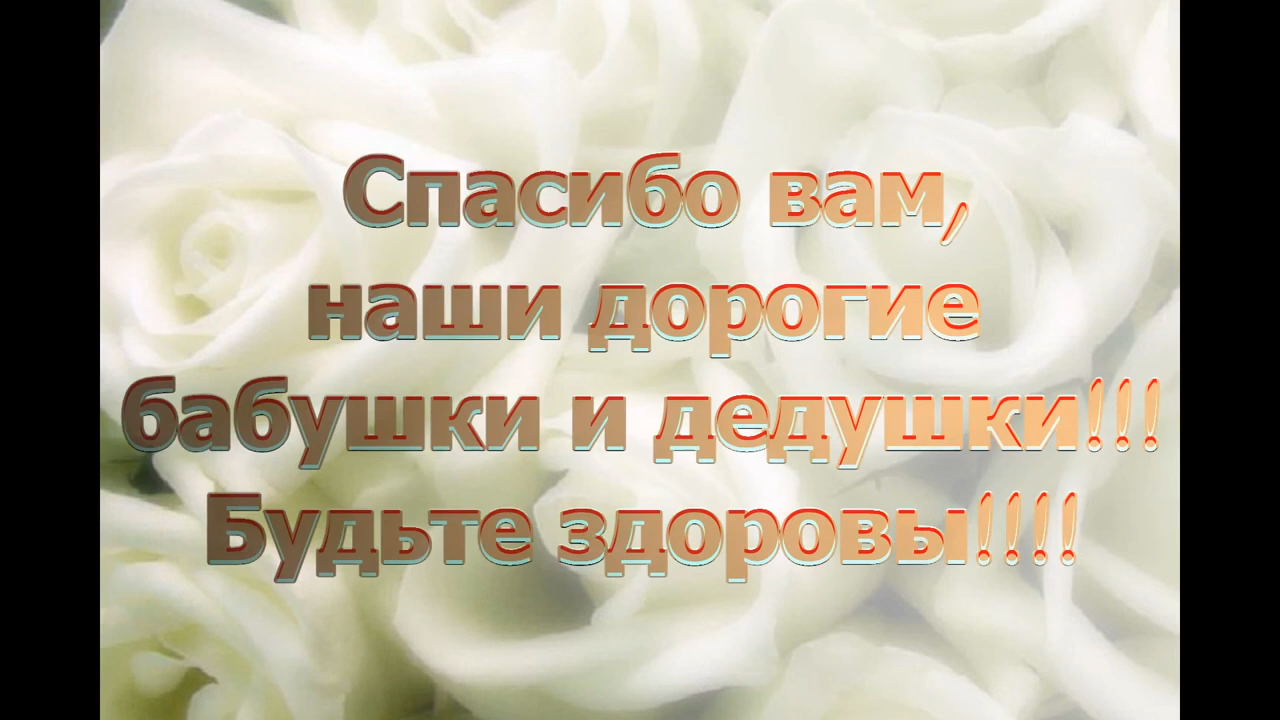 Спасибо вам,
наши дорогие
бабушки и дедушки!!!
Будьте здоровы!!!!